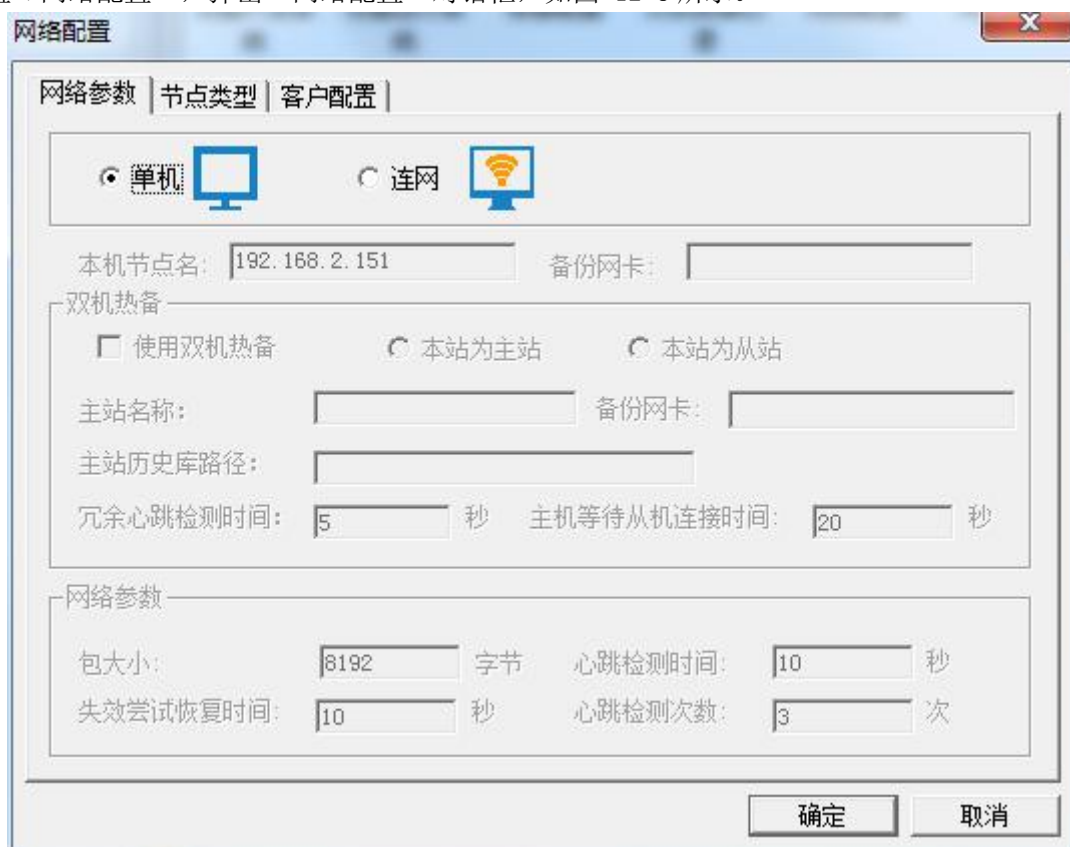 网络配置
网络参数 节点类型 客户配置
单机 连网
本机节点名: 192.168.2.151 备份网卡:
双机热备
使用双机热备 本站为主站 本站为从站
主站名称: 备份网卡:
主站历史库路径:
冗余心跳检测时间: 5 秒 主机等待从机连接时间: 20 秒
网络参数
包大小: 8192 字节 心跳检测时间: 10 秒
失效尝试恢复时间: 10 秒 心跳检测次数: 3 次
确定 取消